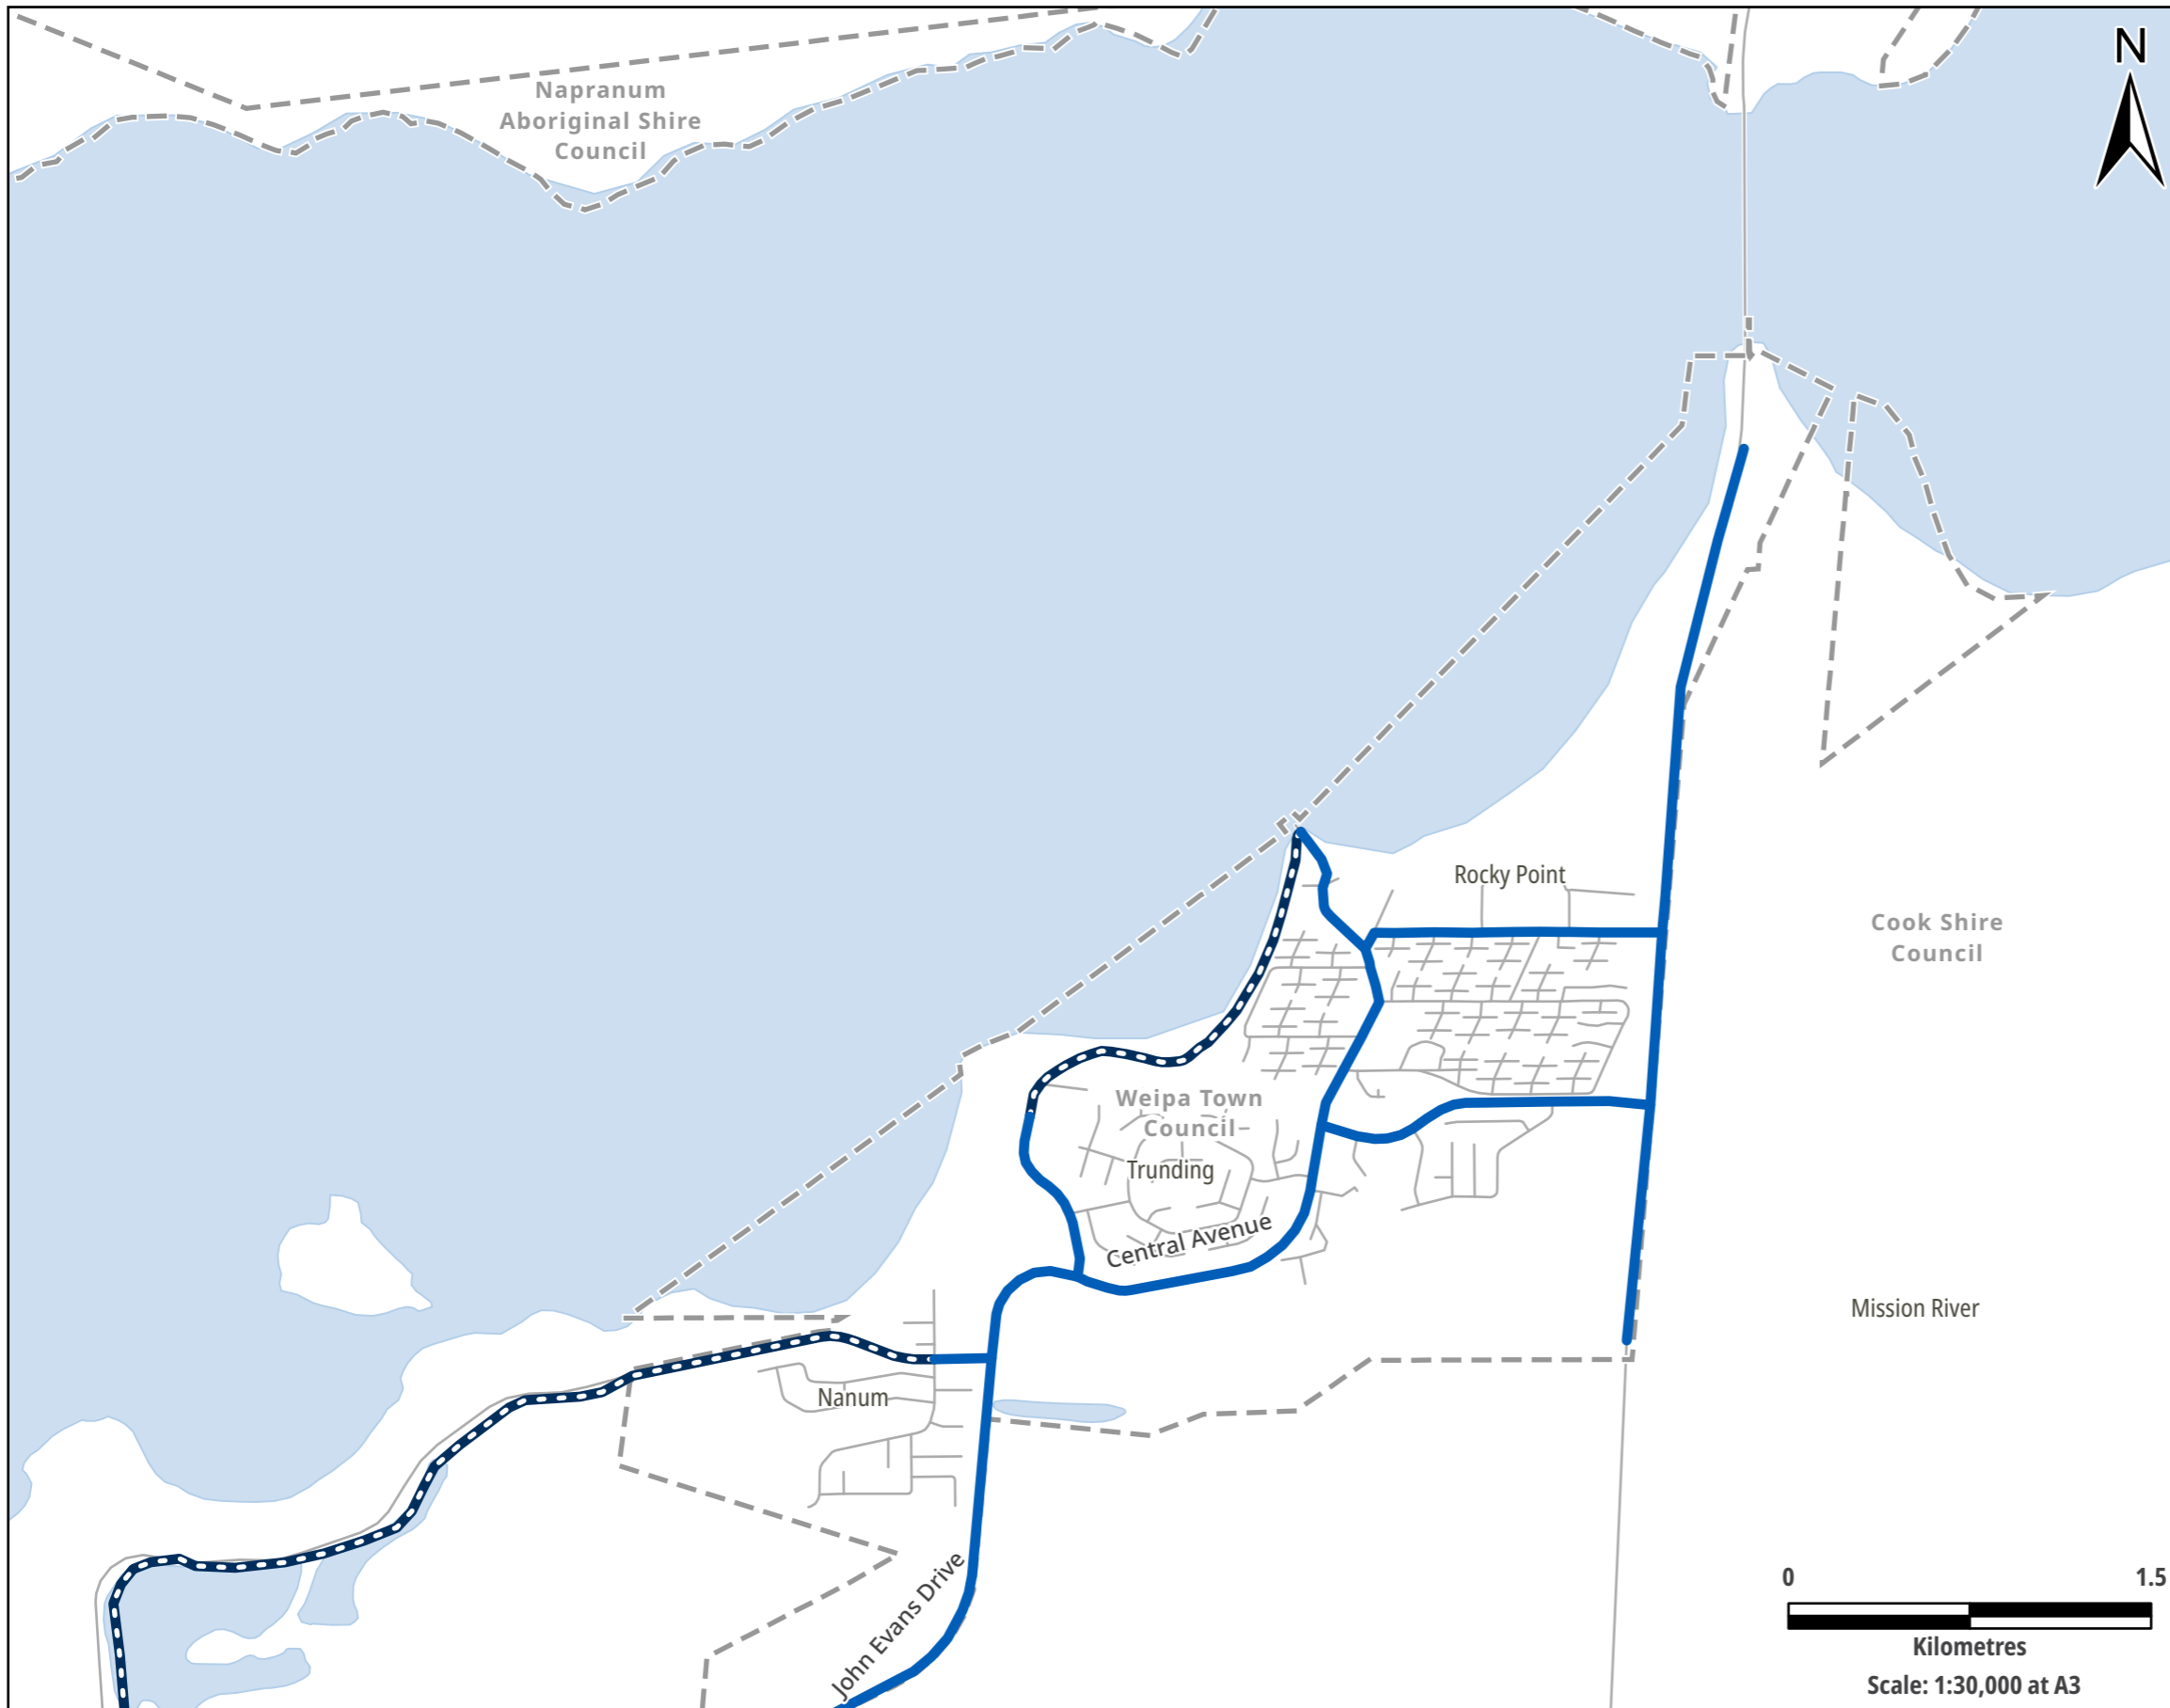 N
Napranum
Aboriginal Shire
Council
Rocky Point
Cook Shire
Council
Weipa Town
Council
Trunding
Central Avenue
Mission River
Nanum
John Evans Drive
0 1.5
Kilometres
Scale: 1:30,000 at A3